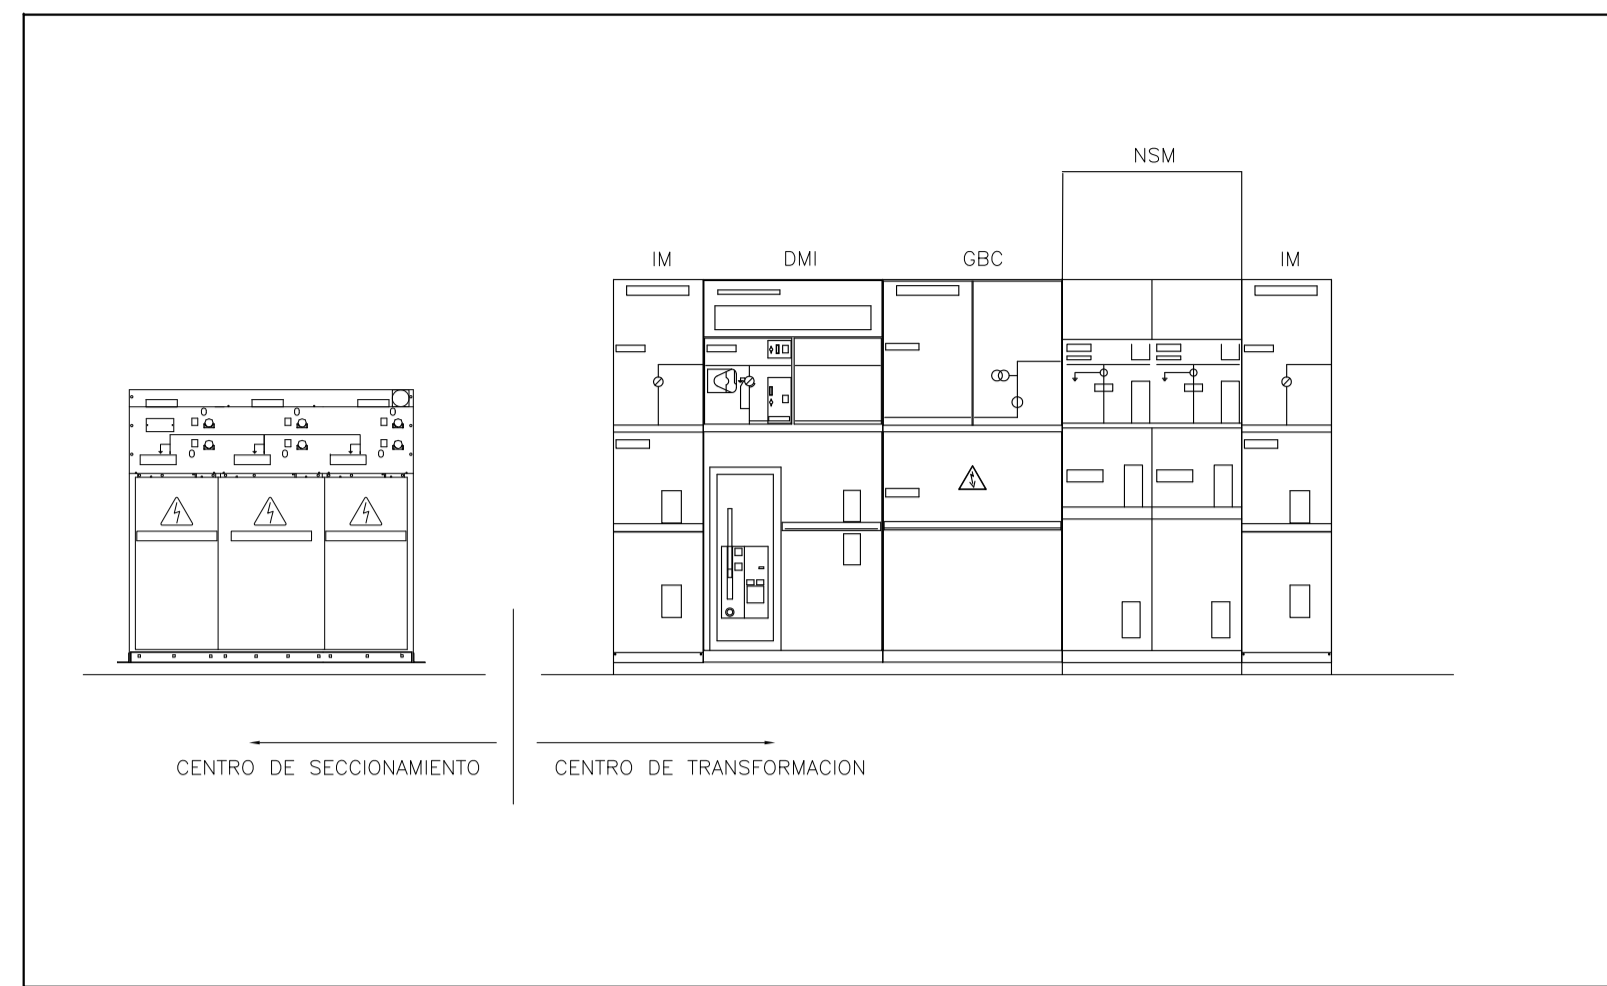 NSM
IM
DMI
GBC
IM
CENTRO DE SECCIONAMIENTO
CENTRO DE TRANSFORMACION